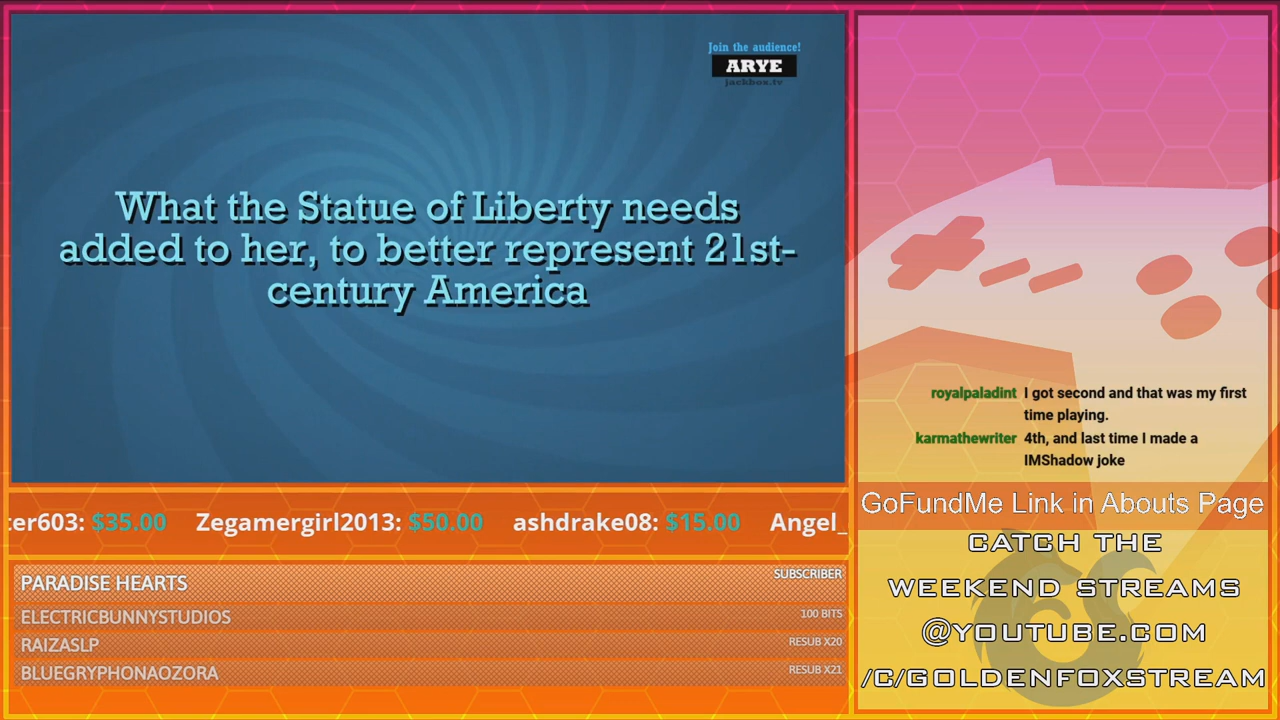 Join the audience!
ARYE
jackbox.tv
What the Statue of Liberty needs
added to her, to better represent 21st-
century America
royalpaladint I got second and that was my first
time playing.
karmathewriter 4th, and last time I made a
IMShadow joke
GoFundMe Link in Abouts Page
CATCH THE
WEEKEND STREAMS
@YOUTUBE.COM
/C/GOLDENFOXSTREAM
ter603: $35.00 Zegamergirl2013: $50.00 ashdrake08: $15.00 Angel_
PARADISE HEARTS SUBSCRIBER
ELECTRICBUNNYSTUDIOS 100 BITS
RAIZASLP RESUB X20
BLUEGRYPHONAOZORA RESUB X21